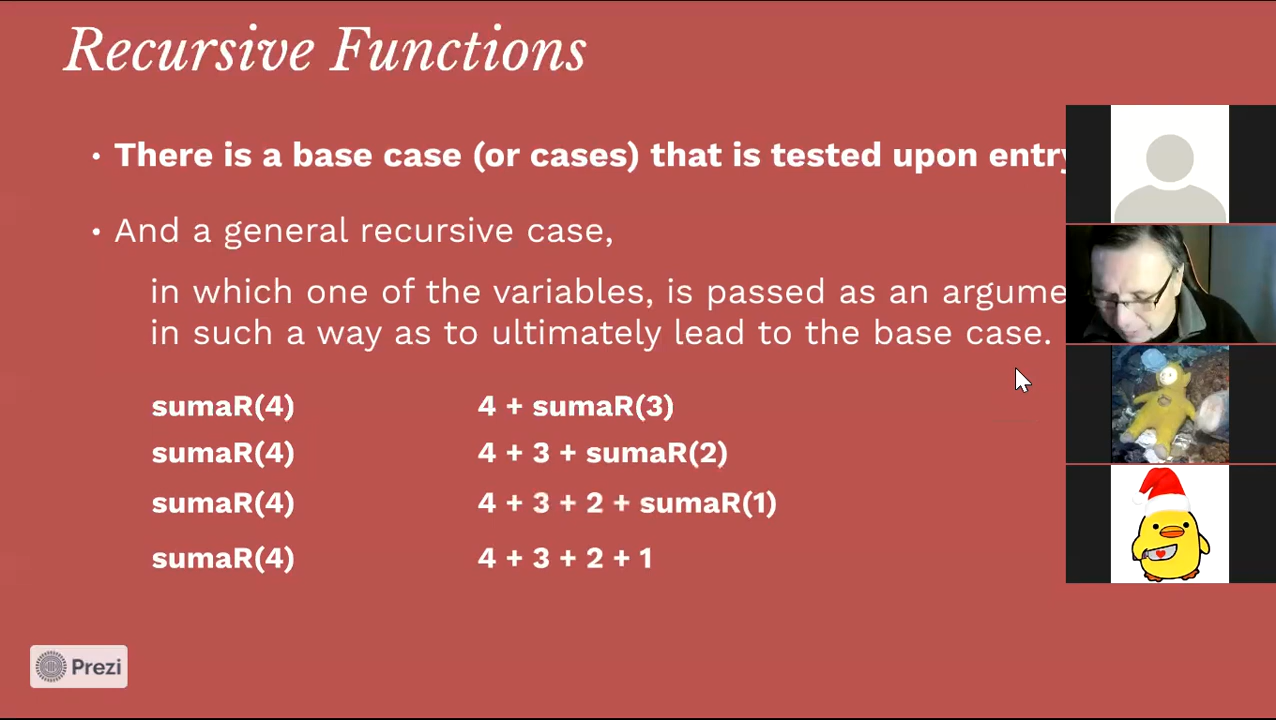 Recursive Functions
• There is a base case (or cases) that is tested upon entry
• And a general recursive case,
in which one of the variables, is passed as an argume
in such a way as to ultimately lead to the base case.
sumaR(4) 4 + sumaR(3)
sumaR(4) 4 + 3 + sumaR(2)
sumaR(4) 4 + 3 + 2 + sumaR(1)
sumaR(4) 4 + 3 + 2 + 1
Prezi